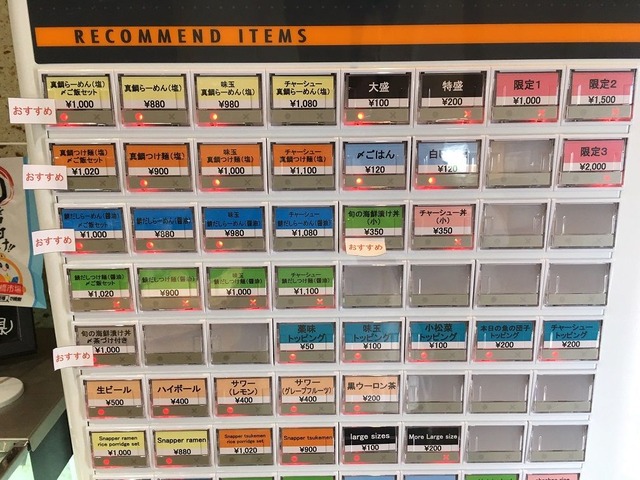 RECOMMEND ITEMS
おすすめ
真鯛らーめん(塩)
〆ご飯セット
¥1,000
真鯛らーめん(塩)
¥880
味玉
真鯛らーめん(塩)
¥980
チャーシュー
真鯛らーめん(塩)
¥1,080
大盛
¥100
特盛
¥200
限定1
¥1,000
限定2
¥1,500
おすすめ
真鯛つけ麺(塩)
〆ご飯セット
¥1,020
真鯛つけ麺(塩)
¥900
味玉
真鯛つけ麺(塩)
¥1,000
チャーシュー
真鯛つけ麺(塩)
¥1,100
〆ごはん
¥120
¥120
限定3
¥2,000
おすすめ
鯛だしらーめん(醤油)
〆ご飯セット
¥1,000
鯛だしらーめん(醤油)
¥880
味玉
鯛だしらーめん(醤油)
¥980
チャーシュー
鯛だしらーめん(醤油)
¥1,080
旬の海鮮漬け丼
(小)
¥350
おすすめ
チャーシュー丼
(小)
¥350
鯛だしつけ麺(醤油)
〆ご飯セット
¥1,020
鯛だしつけ麺(醤油)
¥900
味玉
鯛だしつけ麺(醤油)
¥1,000
チャーシュー
鯛だしつけ麺(醤油)
¥1,100
おすすめ
旬の海鮮漬け丼
〆茶づけ付き
¥1,000
薬味
トッピング
¥50
味玉
トッピング
¥100
小松菜
トッピング
¥100
本日の魚の団子
トッピング
¥200
チャーシュー
トッピング
¥200
生ビール
¥500
ハイボール
¥400
サワー
(レモン)
¥400
サワー
(グレープフルーツ)
¥400
黒ウーロン茶
¥200
Snapper ramen
rice porridge set
¥1,000
Snapper ramen
¥880
Snapper tsukemen
rice porridge set
¥1,020
Snapper tsukemen
¥900
large sizes
¥100
More Large size
¥200